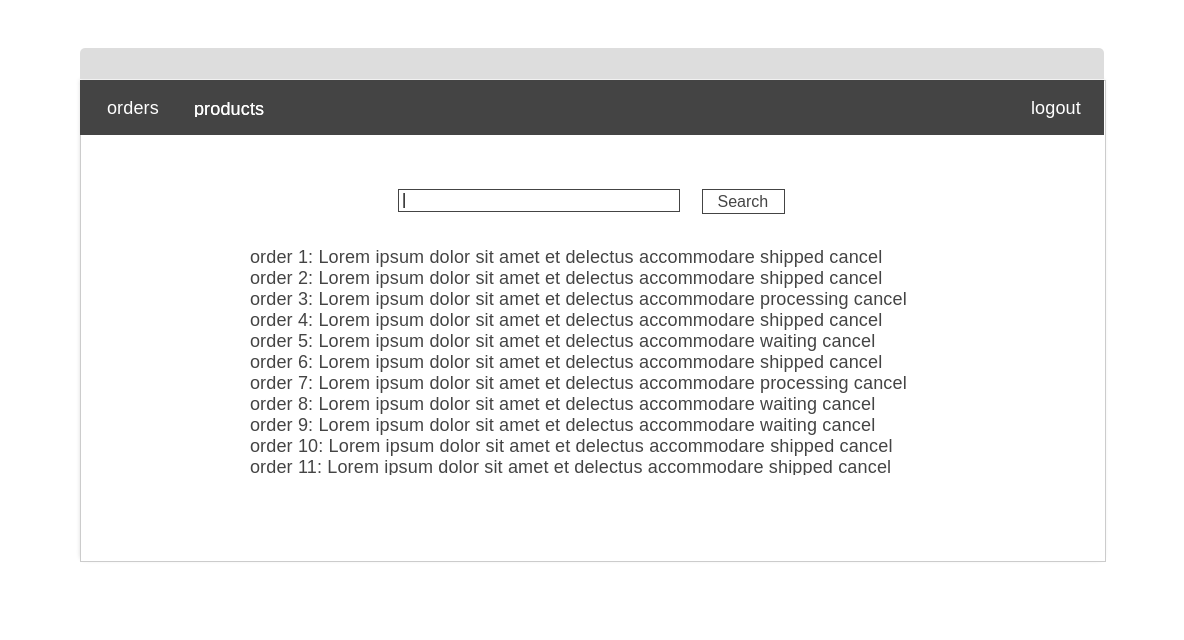 orders products logout
Search
order 1: Lorem ipsum dolor sit amet et delectus accommodare shipped cancel
order 2: Lorem ipsum dolor sit amet et delectus accommodare shipped cancel
order 3: Lorem ipsum dolor sit amet et delectus accommodare processing cancel
order 4: Lorem ipsum dolor sit amet et delectus accommodare shipped cancel
order 5: Lorem ipsum dolor sit amet et delectus accommodare waiting cancel
order 6: Lorem ipsum dolor sit amet et delectus accommodare shipped cancel
order 7: Lorem ipsum dolor sit amet et delectus accommodare processing cancel
order 8: Lorem ipsum dolor sit amet et delectus accommodare waiting cancel
order 9: Lorem ipsum dolor sit amet et delectus accommodare waiting cancel
order 10: Lorem ipsum dolor sit amet et delectus accommodare shipped cancel
order 11: Lorem ipsum dolor sit amet et delectus accommodare shipped cancel